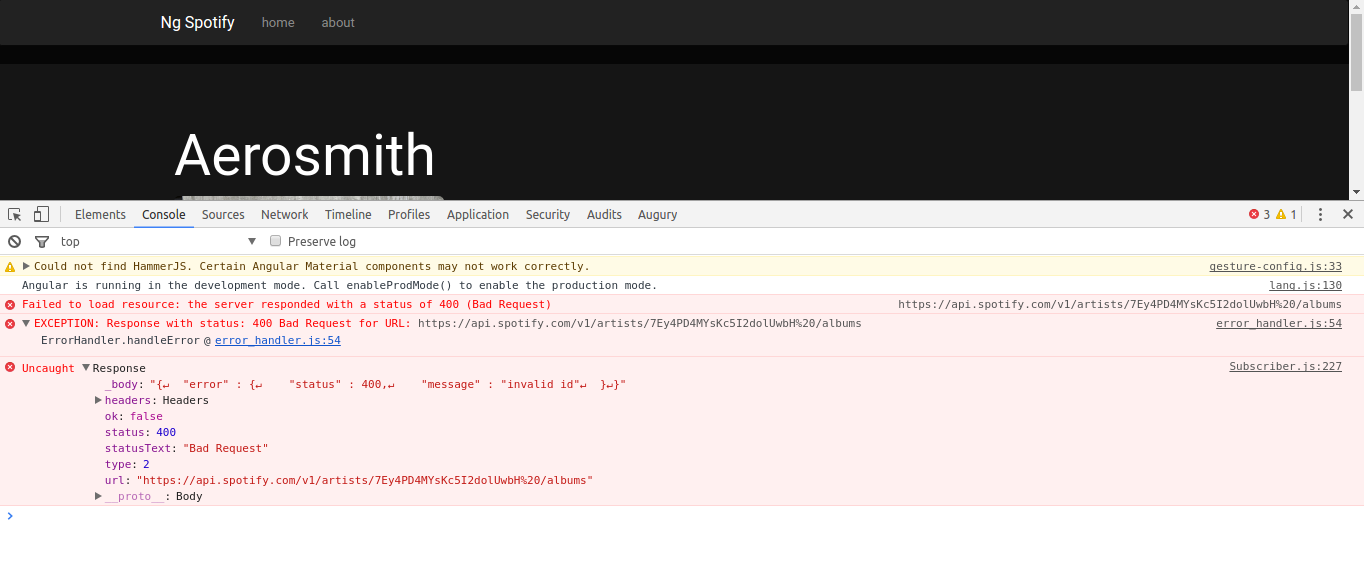 Ng Spotify home about
Aerosmith
Elements Console Sources Network Timeline Profiles Application Security Audits Augury 3 1
top Preserve log
Could not find HammerJS. Certain Angular Material components may not work correctly. gesture-config.js:33
Angular is running in the development mode. Call enableProdMode() to enable the production mode. lang.js:130
Failed to load resource: the server responded with a status of 400 (Bad Request) https://api.spotify.com/v1/artists/7Ey4PD4MYsKc5I2dolUwbH%20/albums
EXCEPTION: Response with status: 400 Bad Request for URL: https://api.spotify.com/v1/artists/7Ey4PD4MYsKc5I2dolUwbH%20/albums error_handler.js:54
ErrorHandler.handleError @ error_handler.js:54
Uncaught Response Subscriber.js:227
_body: "{↵  "error" : {↵    "status" : 400,↵    "message" : "invalid id"↵  }↵}"
headers: Headers
ok: false
status: 400
statusText: "Bad Request"
type: 2
url: "https://api.spotify.com/v1/artists/7Ey4PD4MYsKc5I2dolUwbH%20/albums"
__proto__: Body